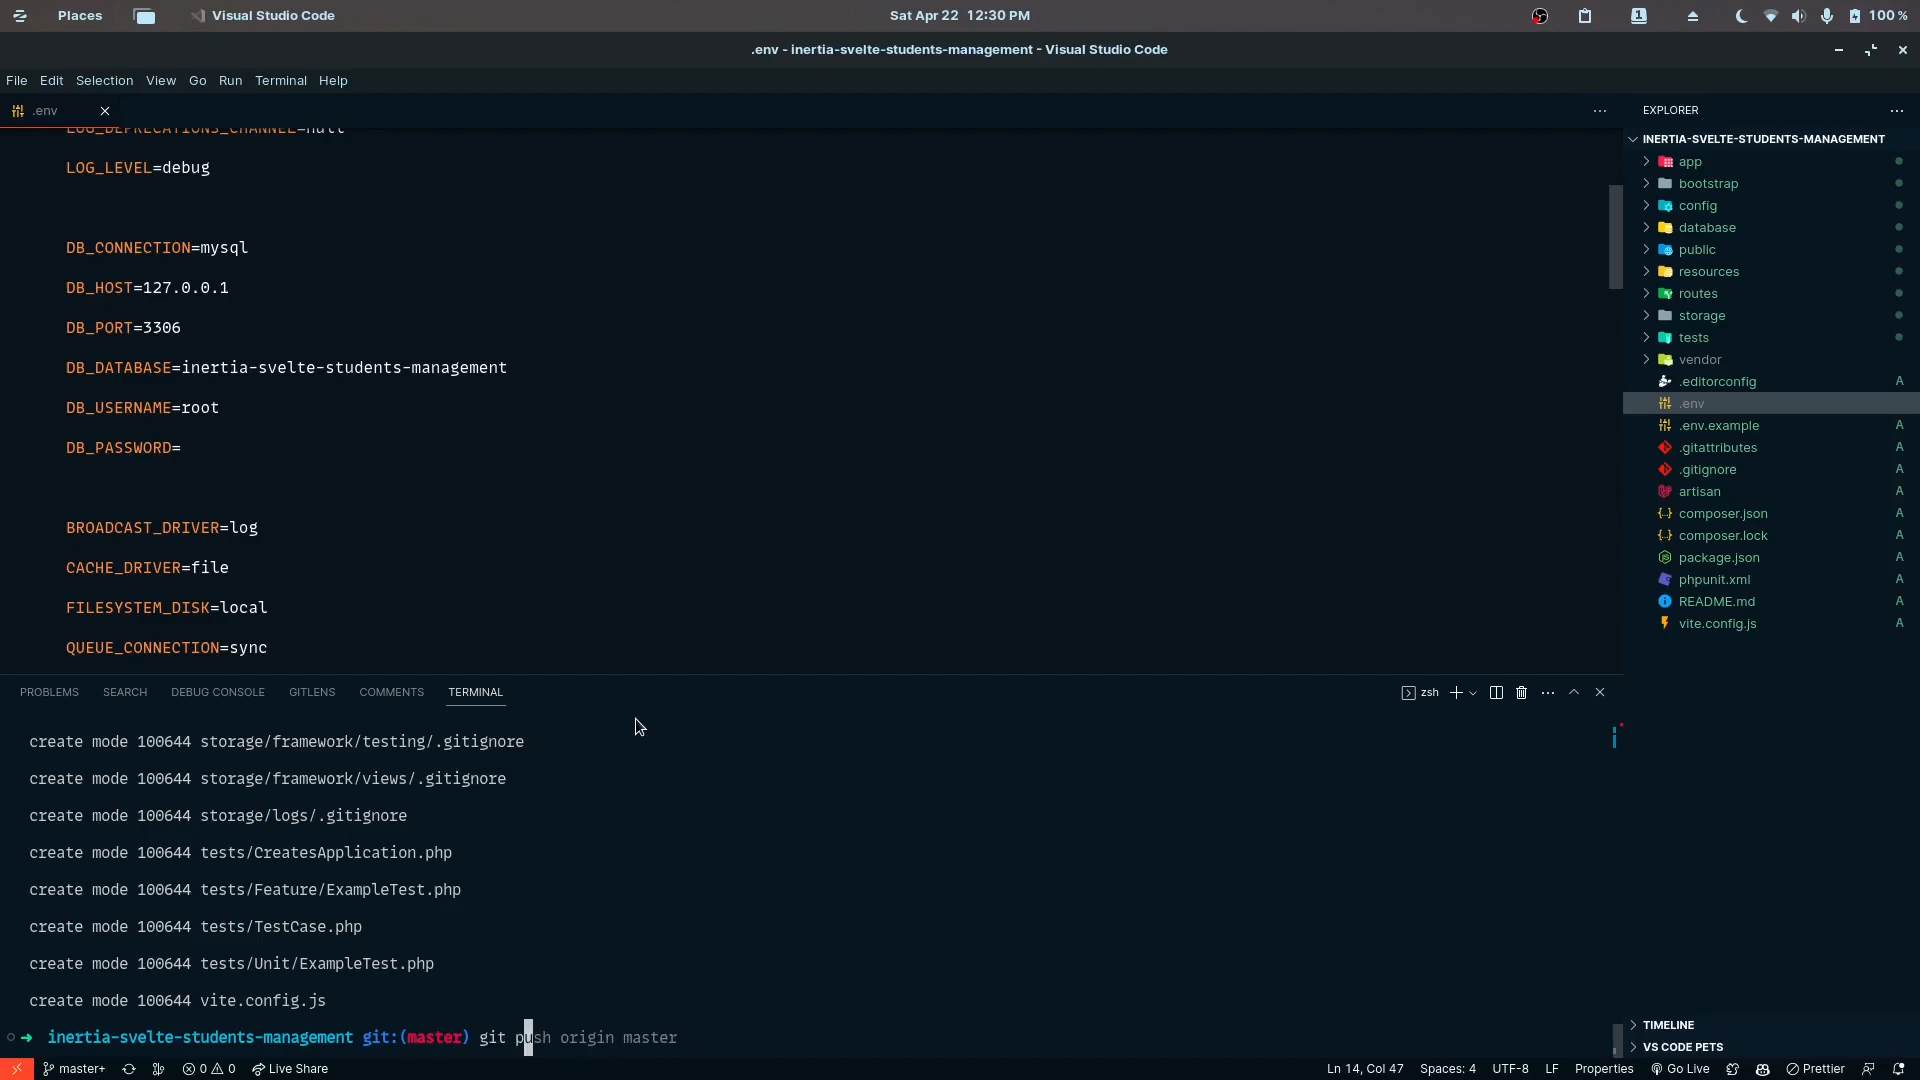 Places
Visual Studio Code
Sat Apr 22 12:30 PM
1
100 %
.env - inertia-svelte-students-management - Visual Studio Code
File Edit Selection View Go Run Terminal Help
.env
EXPLORER
LOG_DEPRECATIONS_CHANNEL=null
LOG_LEVEL=debug
DB_CONNECTION=mysql
DB_HOST=127.0.0.1
DB_PORT=3306
DB_DATABASE=inertia-svelte-students-management
DB_USERNAME=root
DB_PASSWORD=
BROADCAST_DRIVER=log
CACHE_DRIVER=file
FILESYSTEM_DISK=local
QUEUE_CONNECTION=sync
INERTIA-SVELTE-STUDENTS-MANAGEMENT
app
bootstrap
config
database
public
resources
routes
storage
tests
vendor
.editorconfig A
.env
.env.example A
.gitattributes A
.gitignore A
artisan A
composer.json A
composer.lock A
package.json A
phpunit.xml A
README.md A
vite.config.js A
PROBLEMS SEARCH DEBUG CONSOLE GITLENS COMMENTS TERMINAL
zsh
create mode 100644 storage/framework/testing/.gitignore
create mode 100644 storage/framework/views/.gitignore
create mode 100644 storage/logs/.gitignore
create mode 100644 tests/CreatesApplication.php
create mode 100644 tests/Feature/ExampleTest.php
create mode 100644 tests/TestCase.php
create mode 100644 tests/Unit/ExampleTest.php
create mode 100644 vite.config.js
➜ inertia-svelte-students-management git:(master) git push origin master
TIMELINE
VS CODE PETS
master+ 0 0 Live Share
Ln 14, Col 47 Spaces: 4 UTF-8 LF Properties Go Live Prettier